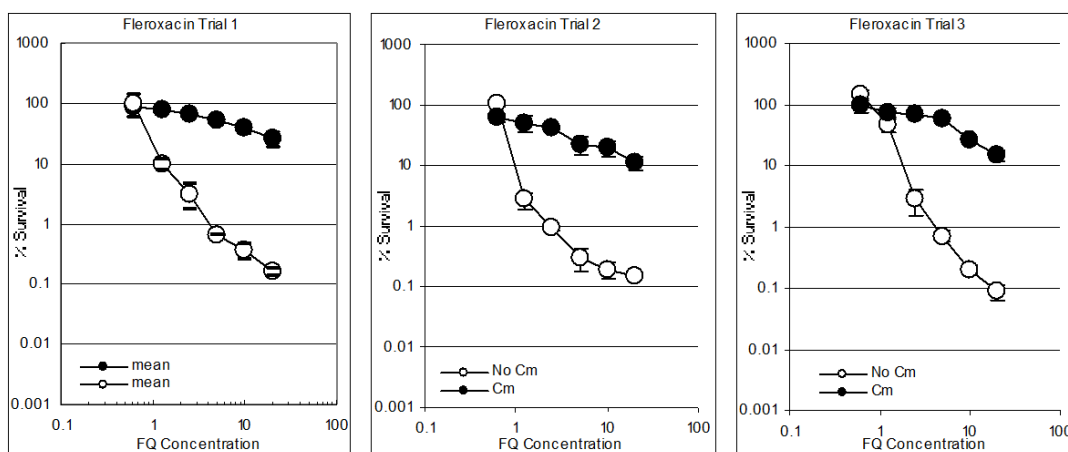 Fleroxacin Trial 1
1000
100
10
1
0.1
0.01
0.001
% Survival
mean
mean
0.1
1
10
100
FQ Concentration
Fleroxacin Trial 2
1000
100
10
1
0.1
0.01
0.001
% Survival
No Cm
Cm
0.1
1
10
100
FQ Concentration
Fleroxacin Trial 3
1000
100
10
1
0.1
0.01
0.001
% Survival
No Cm
Cm
0.1
1
10
100
FQ Concentration